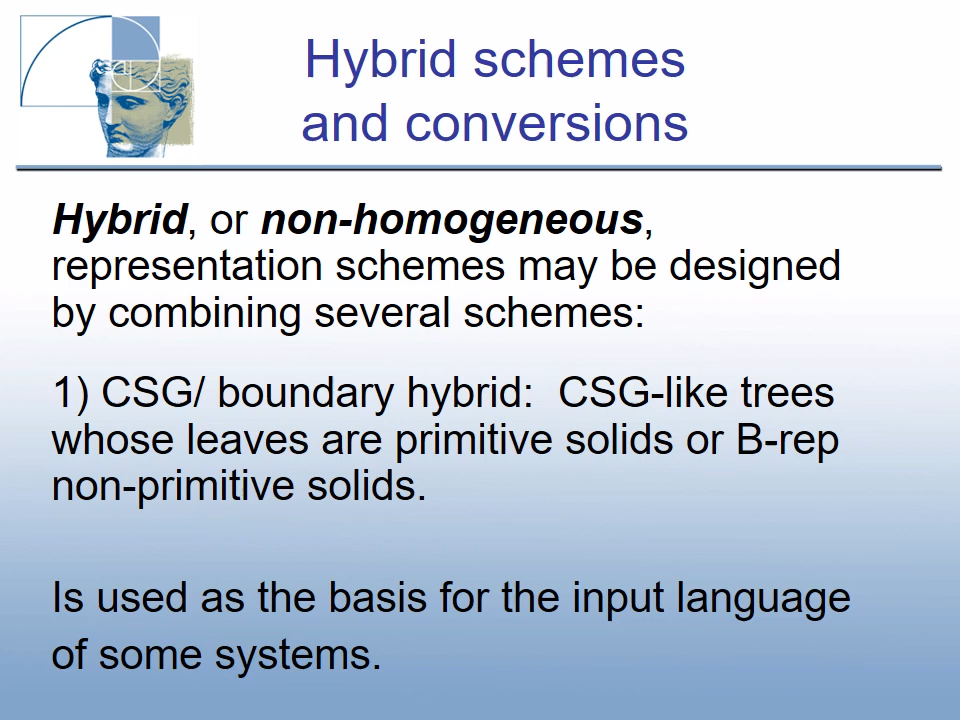 Hybrid schemes
and conversions
Hybrid, or non-homogeneous,
representation schemes may be designed
by combining several schemes:
1) CSG/ boundary hybrid:  CSG-like trees
whose leaves are primitive solids or B-rep
non-primitive solids.
Is used as the basis for the input language
of some systems.